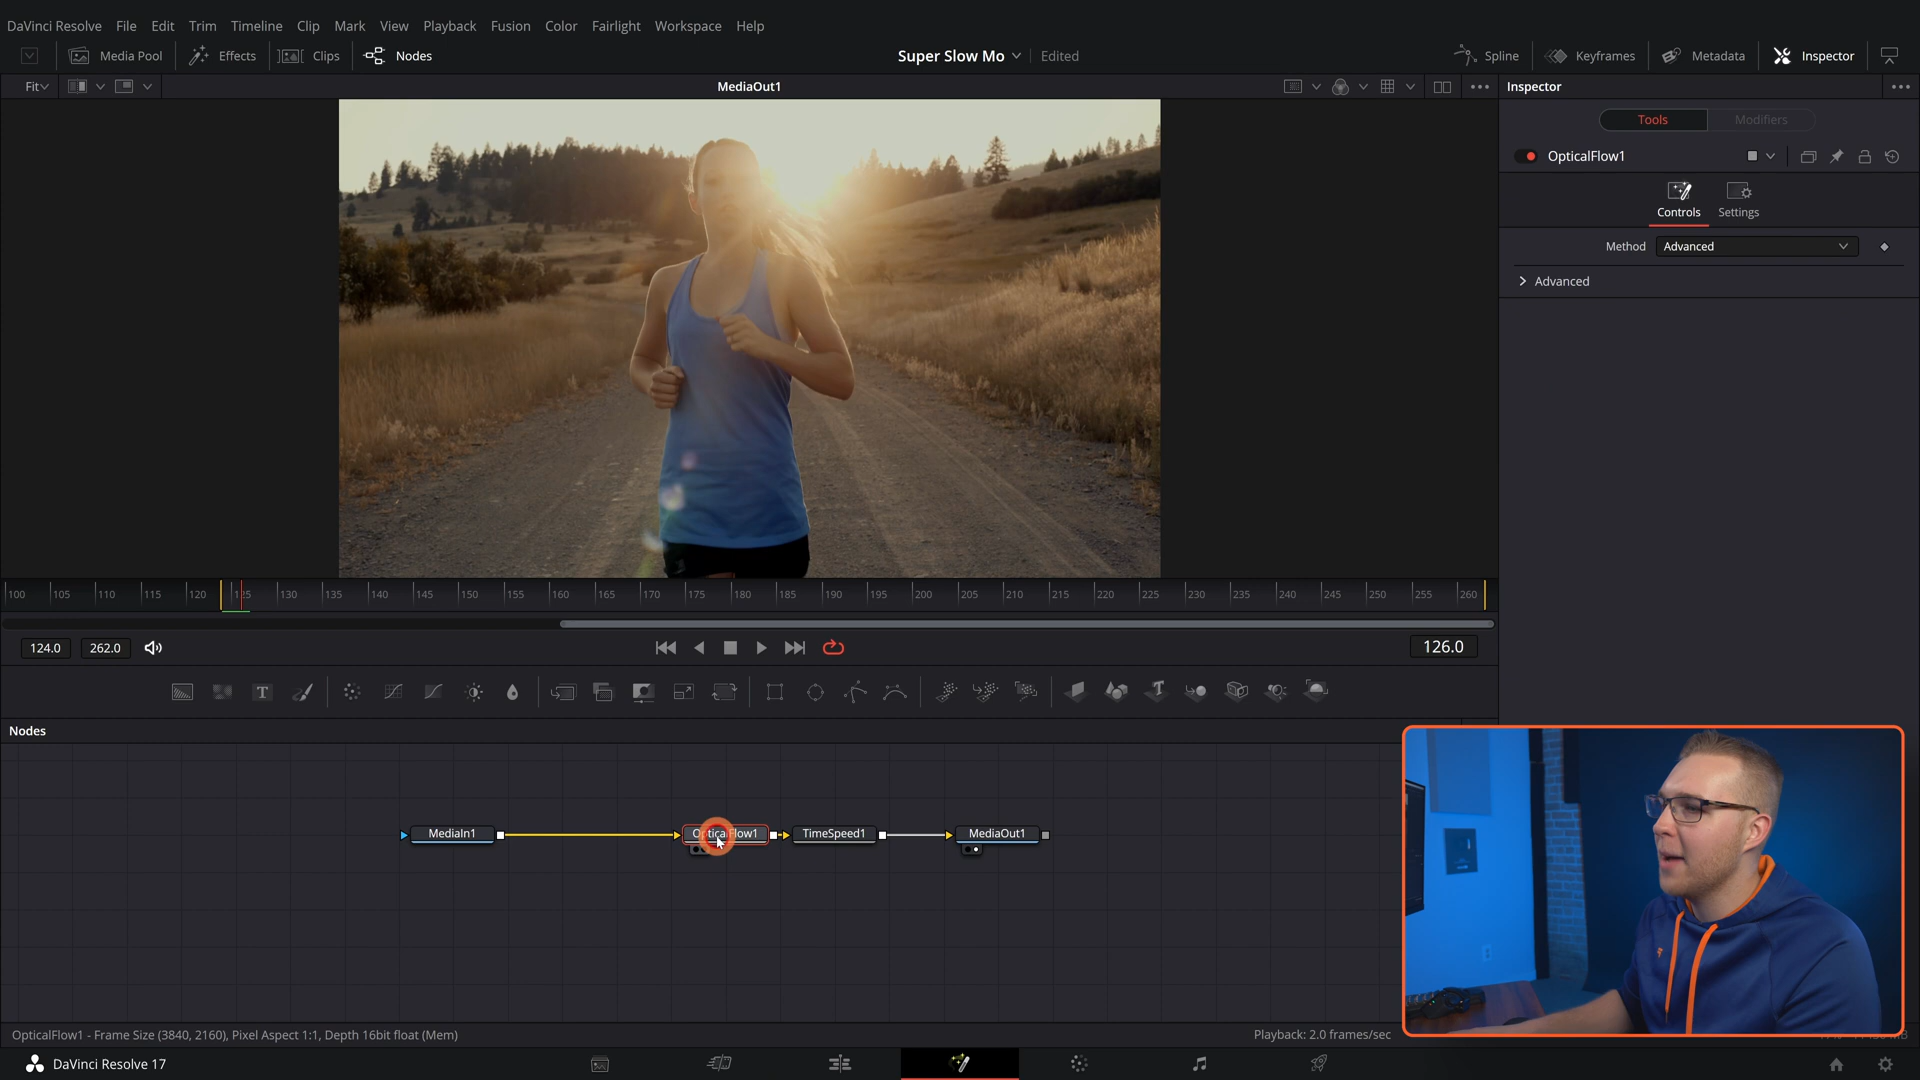 DaVinci Resolve File Edit Trim Timeline Clip Mark View Playback Fusion Color Fairlight Workspace Help
Media Pool Effects Clips Nodes Super Slow Mo Edited Spline Keyframes Metadata Inspector
Fit MediaOut1 Inspector
Tools Modifiers
OpticalFlow1
Controls Settings
Method Advanced
Advanced
100 105 110 115 120 125 130 135 140 145 150 155 160 165 170 175 180 185 190 195 200 205 210 215 220 225 230 235 240 245 250 255 260
124.0 262.0 126.0
T
Nodes
MediaIn1 OpticalFlow1 TimeSpeed1 MediaOut1
OpticalFlow1 - Frame Size (3840, 2160), Pixel Aspect 1:1, Depth 16bit float (Mem) Playback: 2.0 frames/sec
DaVinci Resolve 17